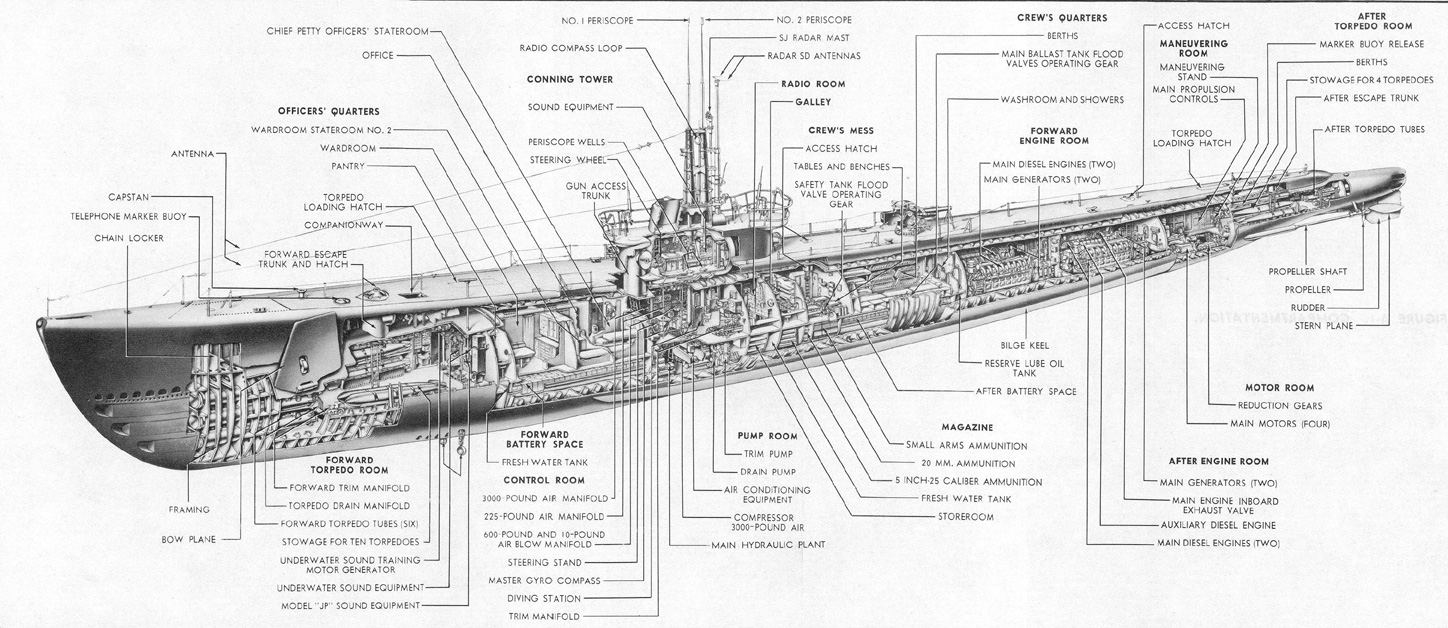 CHIEF PETTY OFFICERS' STATEROOM
OFFICE
OFFICERS' QUARTERS
WARDROOM STATEROOM NO. 2
WARDROOM
PANTRY
ANTENNA
CAPSTAN
TELEPHONE MARKER BUOY
CHAIN LOCKER
TORPEDO
LOADING HATCH
COMPANIONWAY
FORWARD ESCAPE
TRUNK AND HATCH
NO. 1 PERISCOPE
RADIO COMPASS LOOP
CONNING TOWER
SOUND EQUIPMENT
PERISCOPE WELLS
STEERING WHEEL
GUN ACCESS
TRUNK
NO. 2 PERISCOPE
SJ RADAR MAST
RADAR SD ANTENNAS
RADIO ROOM
GALLEY
CREW'S MESS
ACCESS HATCH
TABLES AND BENCHES
SAFETY TANK FLOOD
VALVE OPERATING
GEAR
CREW'S QUARTERS
BERTHS
MAIN BALLAST TANK FLOOD
VALVES OPERATING GEAR
WASHROOM AND SHOWERS
FORWARD
ENGINE ROOM
MAIN DIESEL ENGINES (TWO)
MAIN GENERATORS (TWO)
ACCESS HATCH
MANEUVERING
ROOM
MANEUVERING
STAND
MAIN PROPULSION
CONTROLS
TORPEDO
LOADING HATCH
AFTER
TORPEDO ROOM
MARKER BUOY RELEASE
BERTHS
STOWAGE FOR 4 TORPEDOES
AFTER ESCAPE TRUNK
AFTER TORPEDO TUBES
PROPELLER SHAFT
PROPELLER
RUDDER
STERN PLANE
FRAMING
BOW PLANE
FORWARD
TORPEDO ROOM
FORWARD TRIM MANIFOLD
TORPEDO DRAIN MANIFOLD
FORWARD TORPEDO TUBES (SIX)
STOWAGE FOR TEN TORPEDOES
UNDERWATER SOUND TRAINING
MOTOR GENERATOR
UNDERWATER SOUND EQUIPMENT
MODEL "JP" SOUND EQUIPMENT
FORWARD
BATTERY SPACE
FRESH WATER TANK
CONTROL ROOM
3000-POUND AIR MANIFOLD
225-POUND AIR MANIFOLD
600-POUND AND 10-POUND
AIR BLOW MANIFOLD
STEERING STAND
MASTER GYRO COMPASS
DIVING STATION
TRIM MANIFOLD
PUMP ROOM
TRIM PUMP
DRAIN PUMP
AIR CONDITIONING
EQUIPMENT
COMPRESSOR
3000-POUND AIR
MAIN HYDRAULIC PLANT
BILGE KEEL
RESERVE LUBE OIL
TANK
AFTER BATTERY SPACE
MAGAZINE
SMALL ARMS AMMUNITION
20 MM. AMMUNITION
5 INCH-25 CALIBER AMMUNITION
FRESH WATER TANK
STOREROOM
MOTOR ROOM
REDUCTION GEARS
MAIN MOTORS (FOUR)
AFTER ENGINE ROOM
MAIN GENERATORS (TWO)
MAIN ENGINE INBOARD
EXHAUST VALVE
AUXILIARY DIESEL ENGINE
MAIN DIESEL ENGINES (TWO)